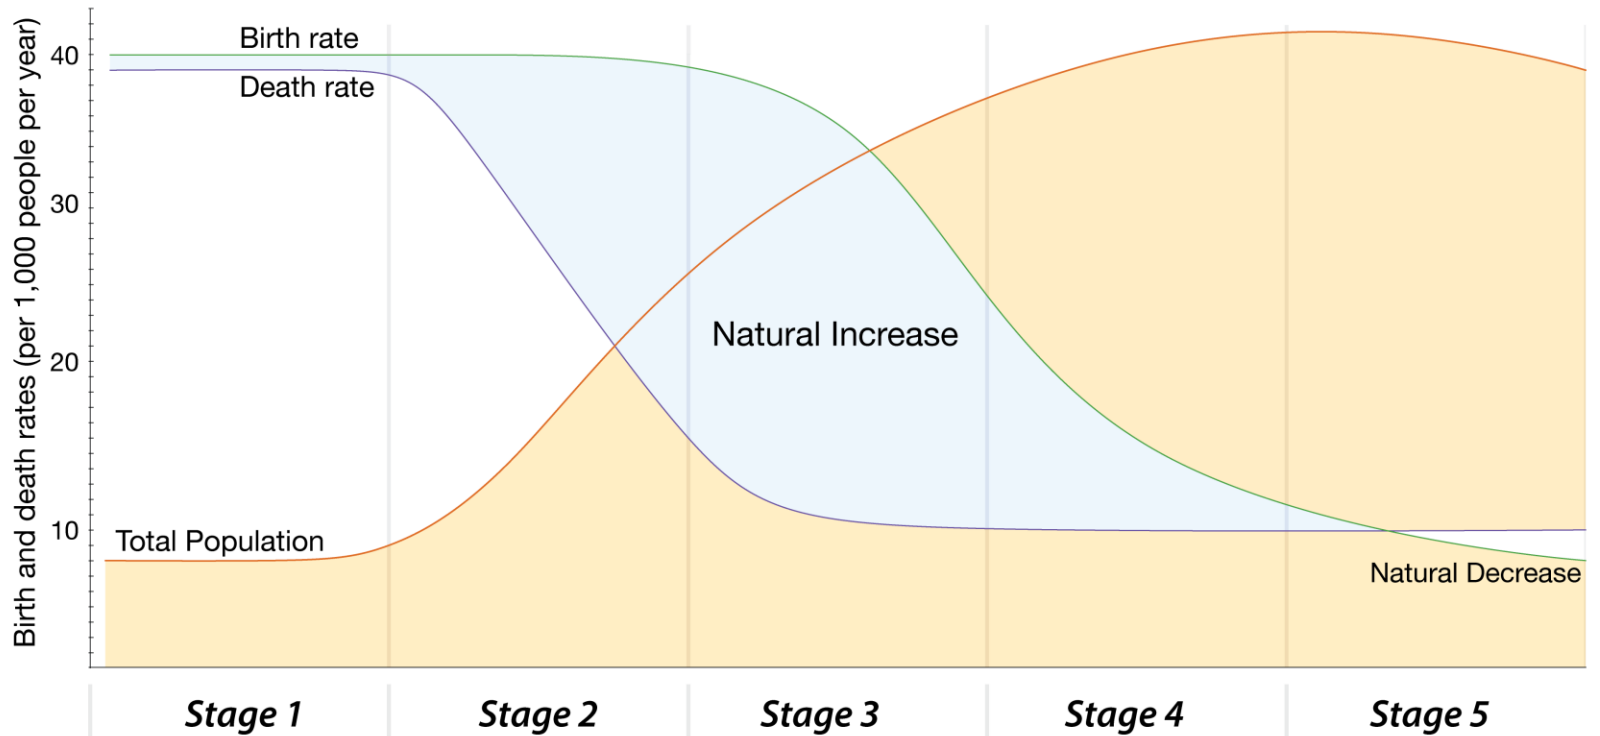 Birth and death rates (per 1,000 people per year)
40
30
20
10
Birth rate
Death rate
Natural Increase
Total Population
Natural Decrease
Stage 1
Stage 2
Stage 3
Stage 4
Stage 5